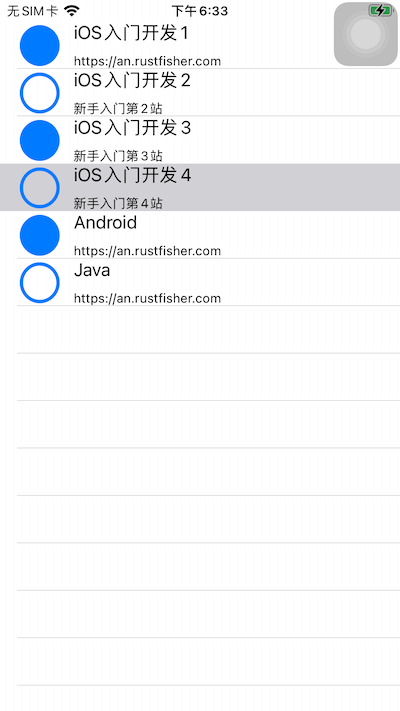 无SIM卡 下午6:33
iOS入门开发1
https://an.rustfisher.com
iOS入门开发2
新手入门第2站
iOS入门开发3
新手入门第3站
iOS入门开发4
新手入门第4站
Android
https://an.rustfisher.com
Java
https://an.rustfisher.com